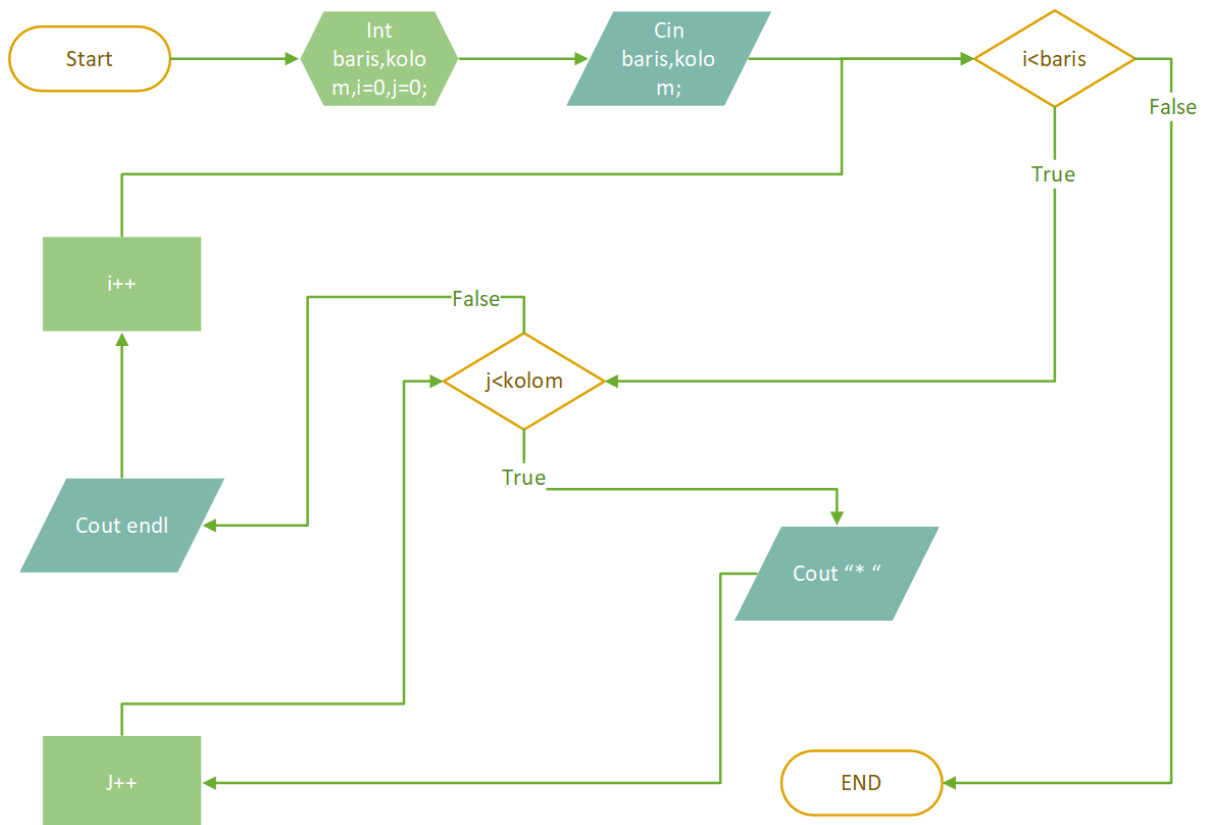 Start
Int
baris,kolo
m,i=0,j=0;
Cin
baris,kolo
m;
i<baris
False
True
i++
False
j<kolom
True
Cout endl
Cout “* “
J++
END